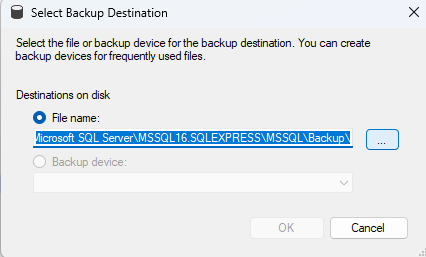 Select Backup Destination
Select the file or backup device for the backup destination. You can create
backup devices for frequently used files.
Destinations on disk
File name:
Microsoft SQL Server\MSSQL16.SQLEXPRESS\MSSQL\Backup\
...
Backup device:
OK
Cancel